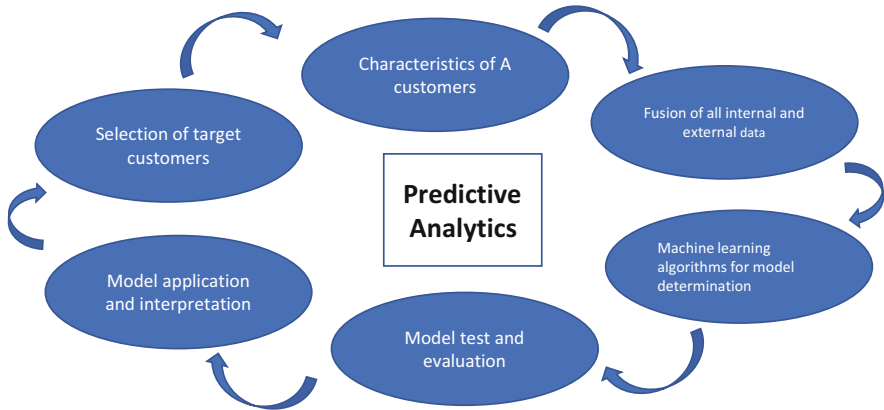 Characteristics of A
customers
Fusion of all internal and
external data
Machine learning
algorithms for model
determination
Model test and
evaluation
Model application
and interpretation
Selection of target
customers
Predictive
Analytics